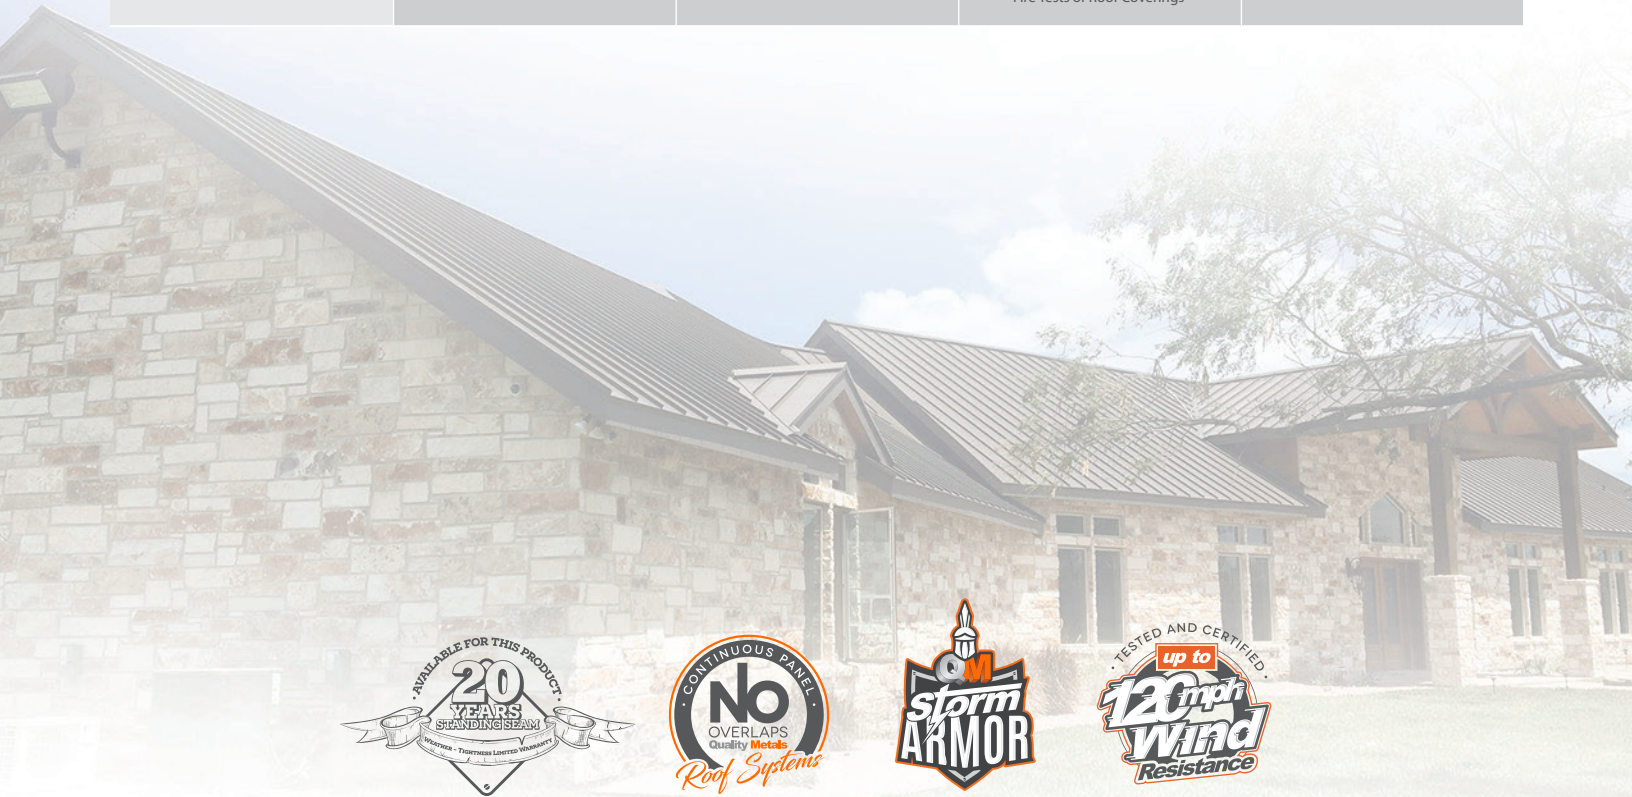 Fire Tests of Roof Coverings
AVAILABLE FOR THIS PRODUCT
20
YEARS
STANDING SEAM
WEATHER - TIGHTNESS LIMITED WARRANTY
CONTINUOUS PANEL
No
OVERLAPS
Quality Metals
Roof Systems
QM
Storm
ARMOR
TESTED AND CERTIFIED
up to
120mph
Wind
Resistance